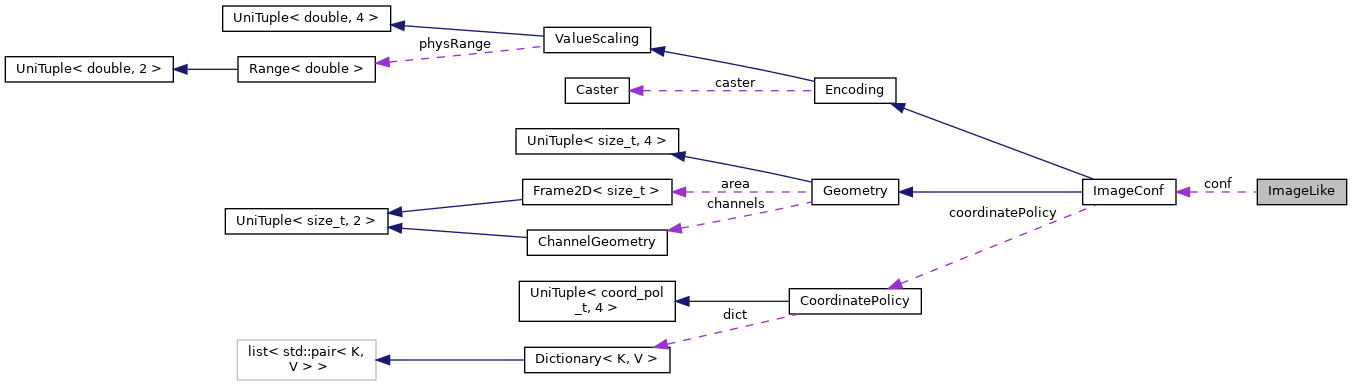 UniTuple< double, 4 >
ValueScaling
physRange
UniTuple< double, 2 >
Range< double >
Caster
caster
Encoding
UniTuple< size_t, 4 >
Frame2D< size_t >
area
Geometry
ImageConf
conf
ImageLike
channels
coordinatePolicy
UniTuple< size_t, 2 >
ChannelGeometry
UniTuple< coord_pol
_t, 4 >
CoordinatePolicy
dict
list< std::pair< K,
V > >
Dictionary< K, V >